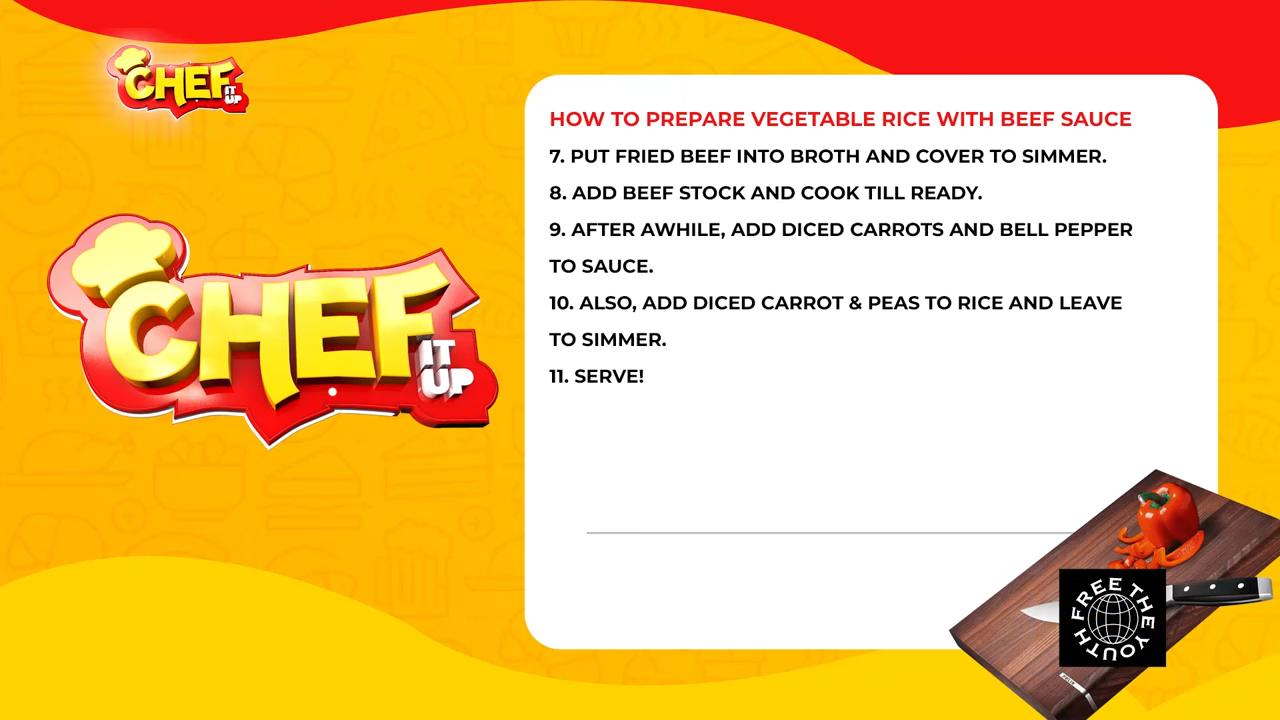 CHEF
IT
UP
CHEF
IT
UP
HOW TO PREPARE VEGETABLE RICE WITH BEEF SAUCE
7. PUT FRIED BEEF INTO BROTH AND COVER TO SIMMER.
8. ADD BEEF STOCK AND COOK TILL READY.
9. AFTER AWHILE, ADD DICED CARROTS AND BELL PEPPER
TO SAUCE.
10. ALSO, ADD DICED CARROT & PEAS TO RICE AND LEAVE
TO SIMMER.
11. SERVE!
FREE THE YOUTH